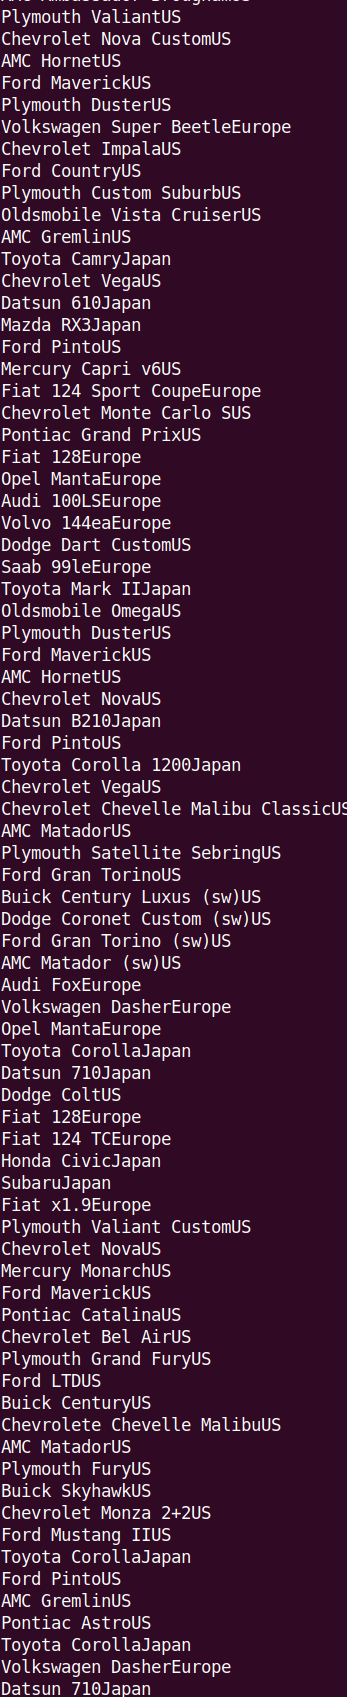 Plymouth ValiantUS
Chevrolet Nova CustomUS
AMC HornetUS
Ford MaverickUS
Plymouth DusterUS
Volkswagen Super BeetleEurope
Chevrolet ImpalaUS
Ford CountryUS
Plymouth Custom SuburbUS
Oldsmobile Vista CruiserUS
AMC GremlinUS
Toyota CamryJapan
Chevrolet VegaUS
Datsun 610Japan
Mazda RX3Japan
Ford PintoUS
Mercury Capri v6US
Fiat 124 Sport CoupeEurope
Chevrolet Monte Carlo SUS
Pontiac Grand PrixUS
Fiat 128Europe
Opel MantaEurope
Audi 100LSEurope
Volvo 144eaEurope
Dodge Dart CustomUS
Saab 99leEurope
Toyota Mark IIJapan
Oldsmobile OmegaUS
Plymouth DusterUS
Ford MaverickUS
AMC HornetUS
Chevrolet NovaUS
Datsun B210Japan
Ford PintoUS
Toyota Corolla 1200Japan
Chevrolet VegaUS
Chevrolet Chevelle Malibu ClassicUS
AMC MatadorUS
Plymouth Satellite SebringUS
Ford Gran TorinoUS
Buick Century Luxus (sw)US
Dodge Coronet Custom (sw)US
Ford Gran Torino (sw)US
AMC Matador (sw)US
Audi FoxEurope
Volkswagen DasherEurope
Opel MantaEurope
Toyota CorollaJapan
Datsun 710Japan
Dodge ColtUS
Fiat 128Europe
Fiat 124 TCEurope
Honda CivicJapan
SubaruJapan
Fiat x1.9Europe
Plymouth Valiant CustomUS
Chevrolet NovaUS
Mercury MonarchUS
Ford MaverickUS
Pontiac CatalinaUS
Chevrolet Bel AirUS
Plymouth Grand FuryUS
Ford LTDUS
Buick CenturyUS
Chevrolete Chevelle MalibuUS
AMC MatadorUS
Plymouth FuryUS
Buick SkyhawkUS
Chevrolet Monza 2+2US
Ford Mustang IIUS
Toyota CorollaJapan
Ford PintoUS
AMC GremlinUS
Pontiac AstroUS
Toyota CorollaJapan
Volkswagen DasherEurope
Datsun 710Japan